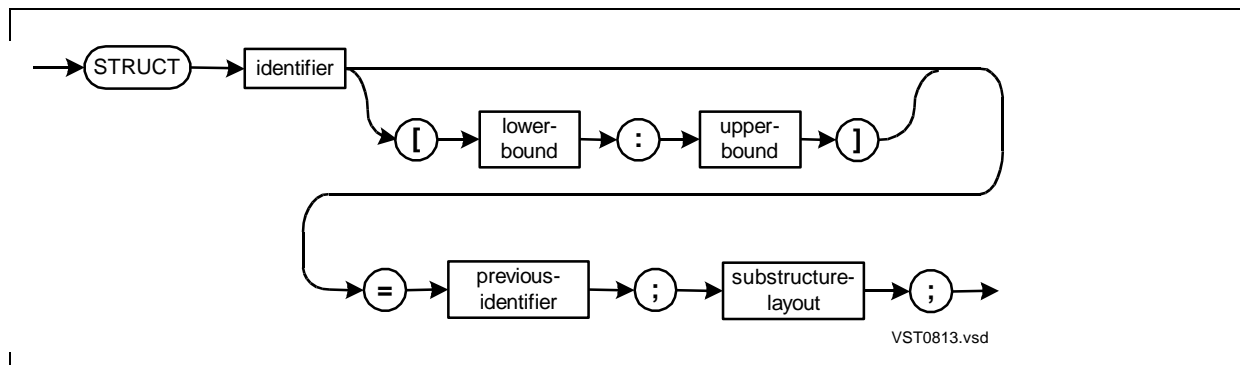 STRUCT identifier
[ lower-bound : upper-bound ]
= previous-identifier ; substructure-layout ;
VST0813.vsd